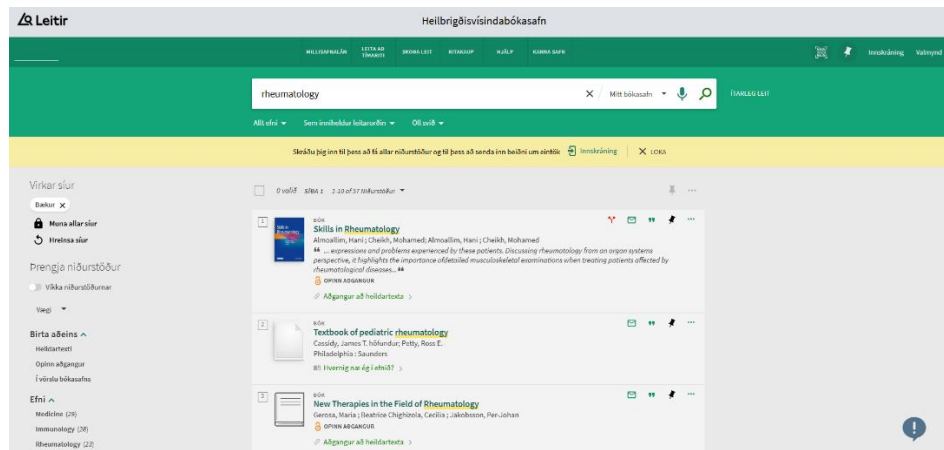 Leitir
Heilbrigðisvísindabókasafn
MILLISAFNALÁN
LEITA AÐ
TÍMARITI
SKOÐA LEIT
RITAKAUP
HJÁLP
KANNA SAFN
Innskráning
Valmynd
rheumatology
Mitt bókasafn
ÍTARLEG LEIT
Allt efni
Sem inniheldur leitarorðin
Öll svið
Skráðu þig inn til þess að fá allar niðurstöður og til þess að senda inn beiðni um eintök
Innskráning
LOKA
Virkar síur
Bækur
Muna allar síur
Hreinsa síur
Þrengja niðurstöður
Víkka niðurstöðurnar
Vægi
Birta aðeins
Heildartexti
Opinn aðgangur
Í vörslu bókasafns
Efni
Medicine (29)
Immunology (28)
Rheumatology (23)
0 valið SÍÐA 1 1-10 of 37 Niðurstöður
1
BÓK
Skills in Rheumatology
Almoallim, Hani ; Cheikh, Mohamed; Almoallim, Hani ; Cheikh, Mohamed
... expressions and problems experienced by these patients. Discussing rheumatology from an organ systems
perspective, it highlights the importance ofdetailed musculoskeletal examinations when treating patients affected by
rheumatological diseases...
OPINN AÐGANGUR
Aðgangur að heildartexta
2
BÓK
Textbook of pediatric rheumatology
Cassidy, James T. höfundur; Petty, Ross E.
Philadelphia : Saunders
Hvernig næ ég í efnið?
3
BÓK
New Therapies in the Field of Rheumatology
Gerosa, Maria ; Beatrice Chighizola, Cecilia ; Jakobsson, Per-Johan
OPINN AÐGANGUR
Aðgangur að heildartexta